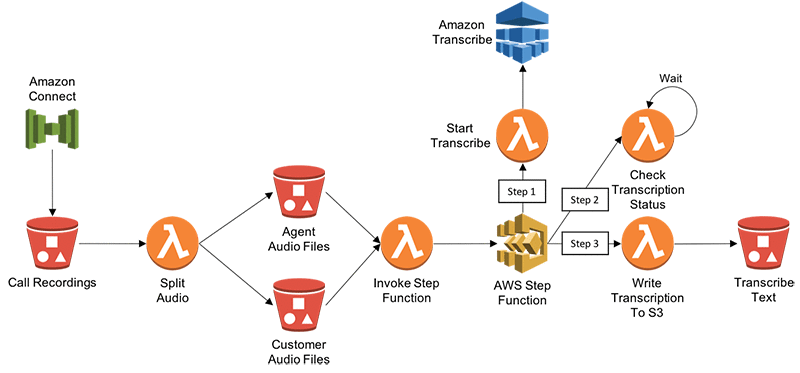 Amazon
Transcribe
Amazon
Connect
Wait
Start
Transcribe
Check
Transcription
Status
Step 1
Step 2
Step 3
Agent
Audio Files
Call Recordings
Split
Audio
Invoke Step
Function
AWS Step
Function
Write
Transcription
To S3
Transcribe
Text
Customer
Audio Files